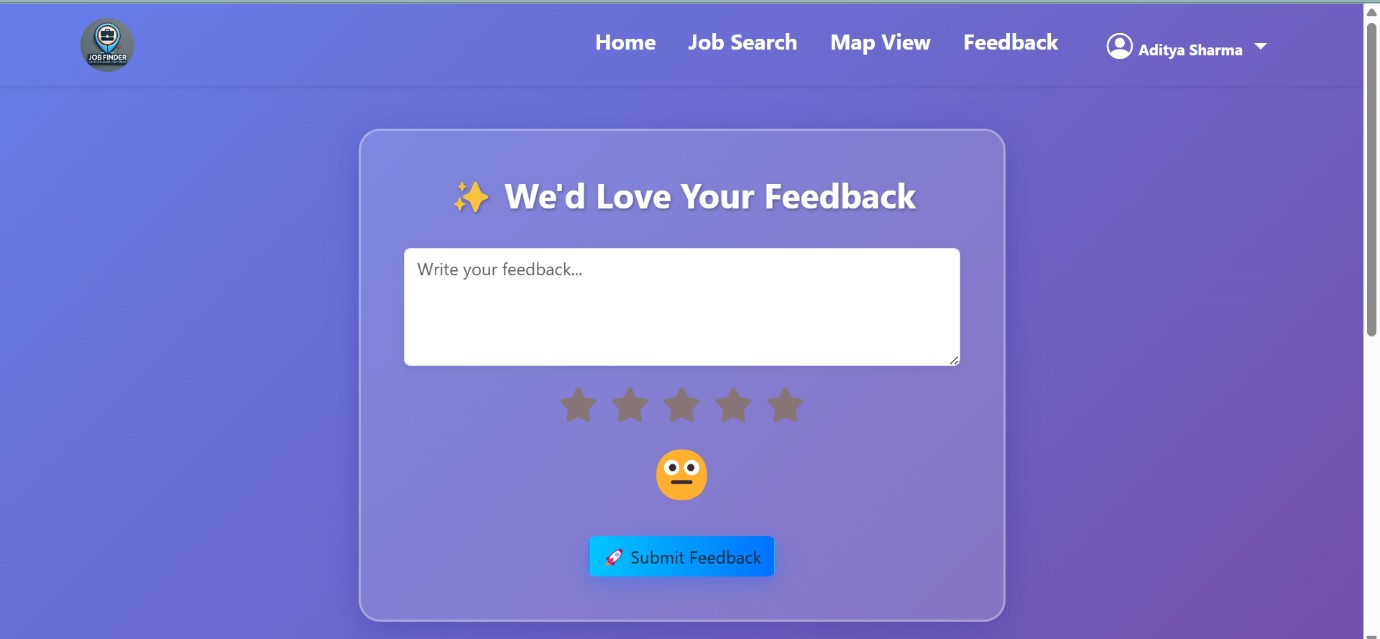 JOB FINDER
Home Job Search Map View Feedback Aditya Sharma
✨ We'd Love Your Feedback
Write your feedback...
🚀 Submit Feedback